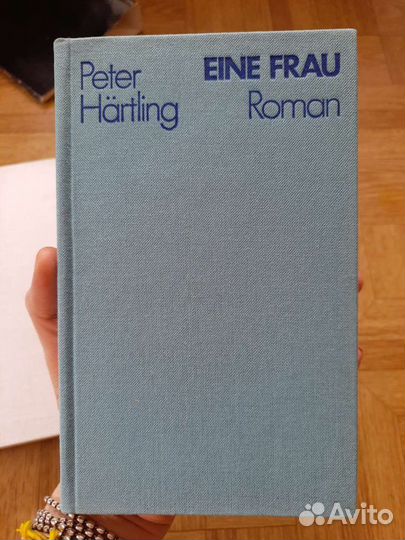 Peter
Härtling
EINE FRAU
Roman
Avito